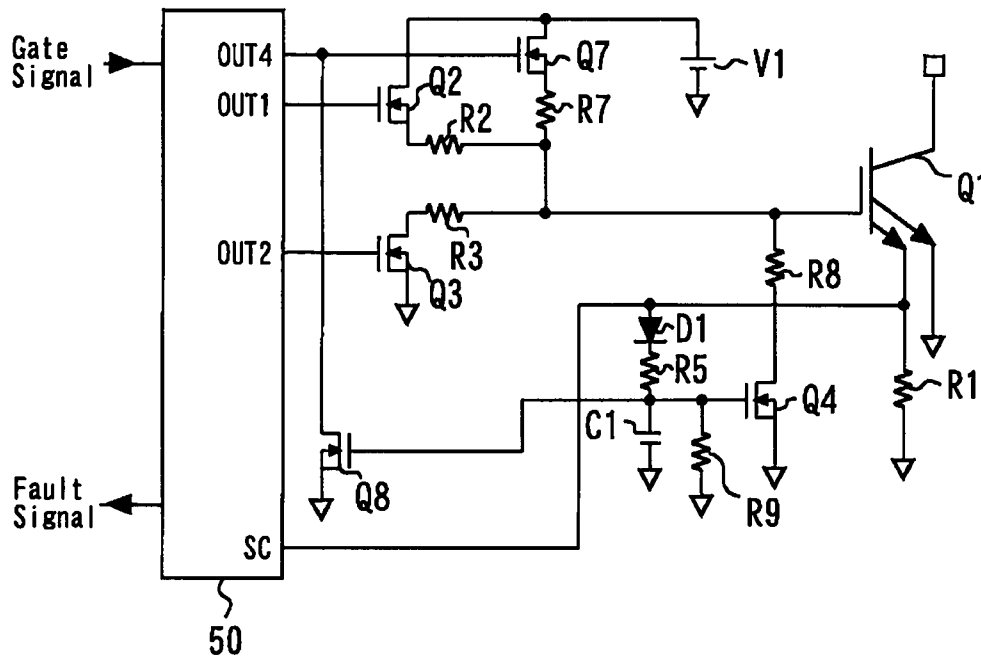 Gate
Signal
OUT4
OUT1
OUT2
SC
50
Fault
Signal
Q7
V1
Q2
R2
R7
R3
Q3
Q1
R8
D1
R5
C1
Q4
R1
Q8
R9